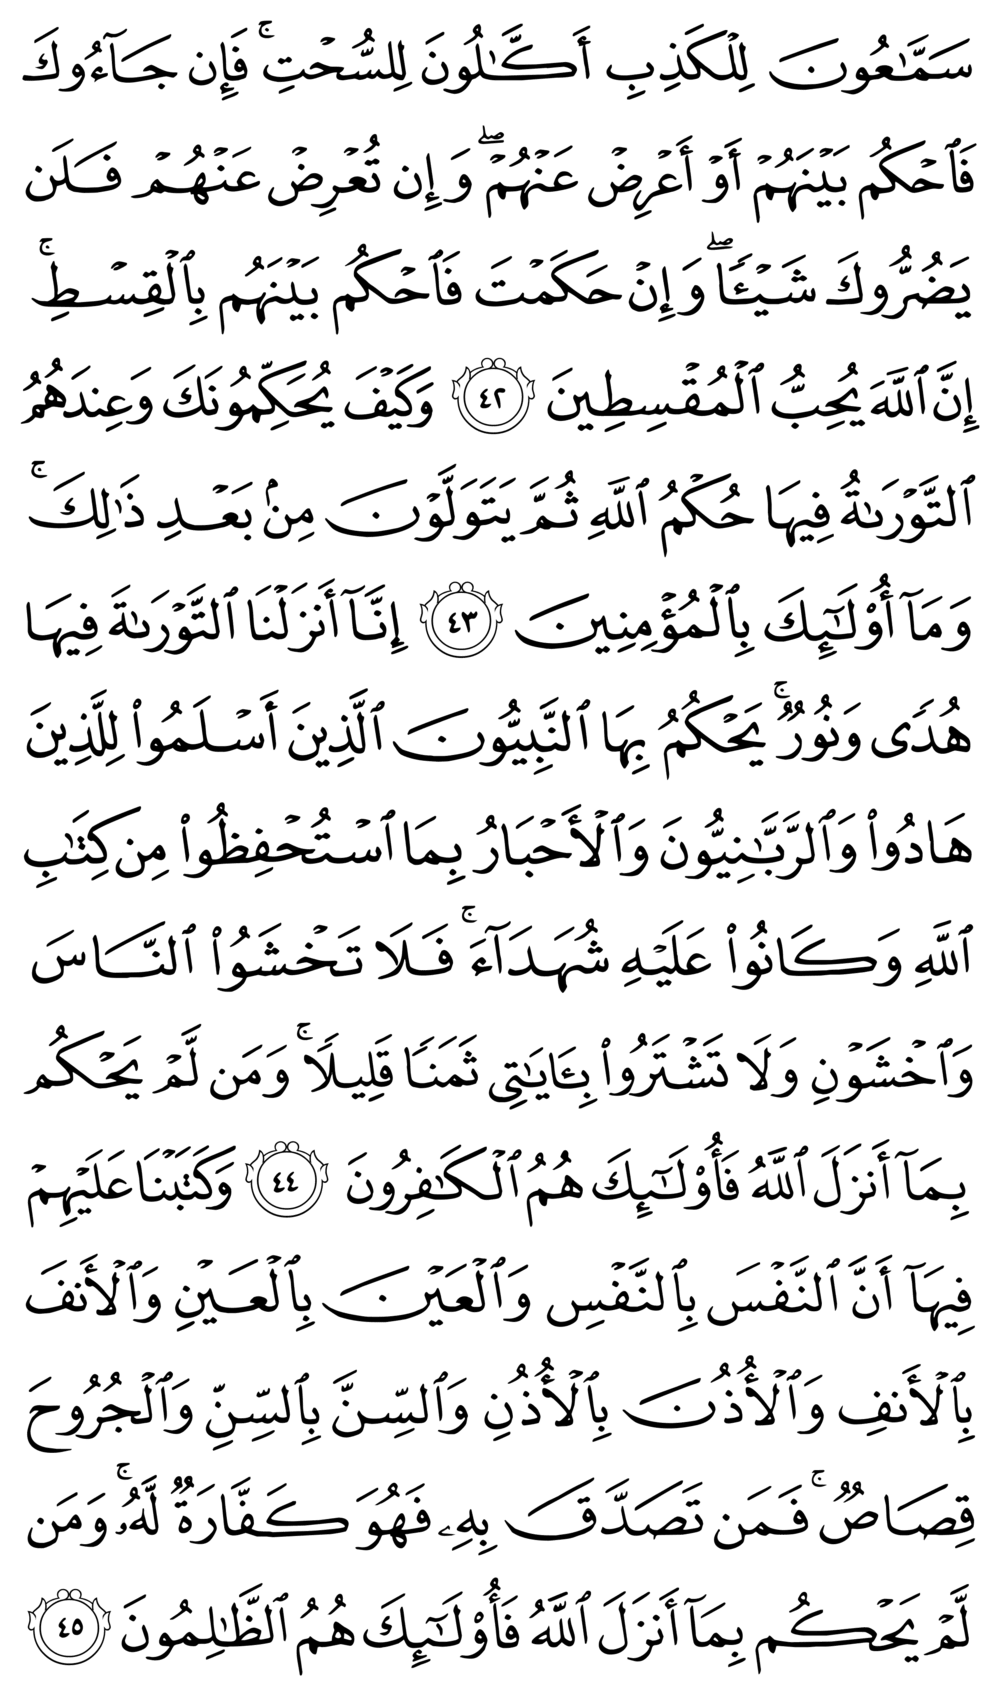 سَمَّٰعُونَ لِلۡكَذِبِ أَكَّٰلُونَ لِلسُّحۡتِۚ فَإِن جَآءُوكَ
فَٱحۡكُم بَيۡنَهُمۡ أَوۡ أَعۡرِضۡ عَنۡهُمۡۖ وَإِن تُعۡرِضۡ عَنۡهُمۡ فَلَن
يَضُرُّوكَ شَيۡـٔٗاۖ وَإِنۡ حَكَمۡتَ فَٱحۡكُم بَيۡنَهُم بِٱلۡقِسۡطِۚ
إِنَّ ٱللَّهَ يُحِبُّ ٱلۡمُقۡسِطِينَ ٤٢ وَكَيۡفَ يُحَكِّمُونَكَ وَعِندَهُمُ
ٱلتَّوۡرَىٰةُ فِيهَا حُكۡمُ ٱللَّهِ ثُمَّ يَتَوَلَّوۡنَ مِنۢ بَعۡدِ ذَٰلِكَۚ
وَمَآ أُوْلَٰٓئِكَ بِٱلۡمُؤۡمِنِينَ ٤٣ إِنَّآ أَنزَلۡنَا ٱلتَّوۡرَىٰةَ فِيهَا
هُدٗى وَنُورٞۚ يَحۡكُمُ بِهَا ٱلنَّبِيُّونَ ٱلَّذِينَ أَسۡلَمُواْ لِلَّذِينَ
هَادُواْ وَٱلرَّبَّٰنِيُّونَ وَٱلۡأَحۡبَارُ بِمَا ٱسۡتُحۡفِظُواْ مِن كِتَٰبِ
ٱللَّهِ وَكَانُواْ عَلَيۡهِ شُهَدَآءَۚ فَلَا تَخۡشَوُاْ ٱلنَّاسَ
وَٱخۡشَوۡنِ وَلَا تَشۡتَرُواْ بِـَٔايَٰتِي ثَمَنٗا قَلِيلٗاۚ وَمَن لَّمۡ يَحۡكُم
بِمَآ أَنزَلَ ٱللَّهُ فَأُوْلَٰٓئِكَ هُمُ ٱلۡكَٰفِرُونَ ٤٤ وَكَتَبۡنَا عَلَيۡهِمۡ
فِيهَآ أَنَّ ٱلنَّفۡسَ بِٱلنَّفۡسِ وَٱلۡعَيۡنَ بِٱلۡعَيۡنِ وَٱلۡأَنفَ
بِٱلۡأَنفِ وَٱلۡأُذُنَ بِٱلۡأُذُنِ وَٱلسِّنَّ بِٱلسِّنِّ وَٱلۡجُرُوحَ
قِصَاصٞۚ فَمَن تَصَدَّقَ بِهِۦ فَهُوَ كَفَّارَةٞ لَّهُۥۚ وَمَن
لَّمۡ يَحۡكُم بِمَآ أَنزَلَ ٱللَّهُ فَأُوْلَٰٓئِكَ هُمُ ٱلظَّٰلِمُونَ ٤٥